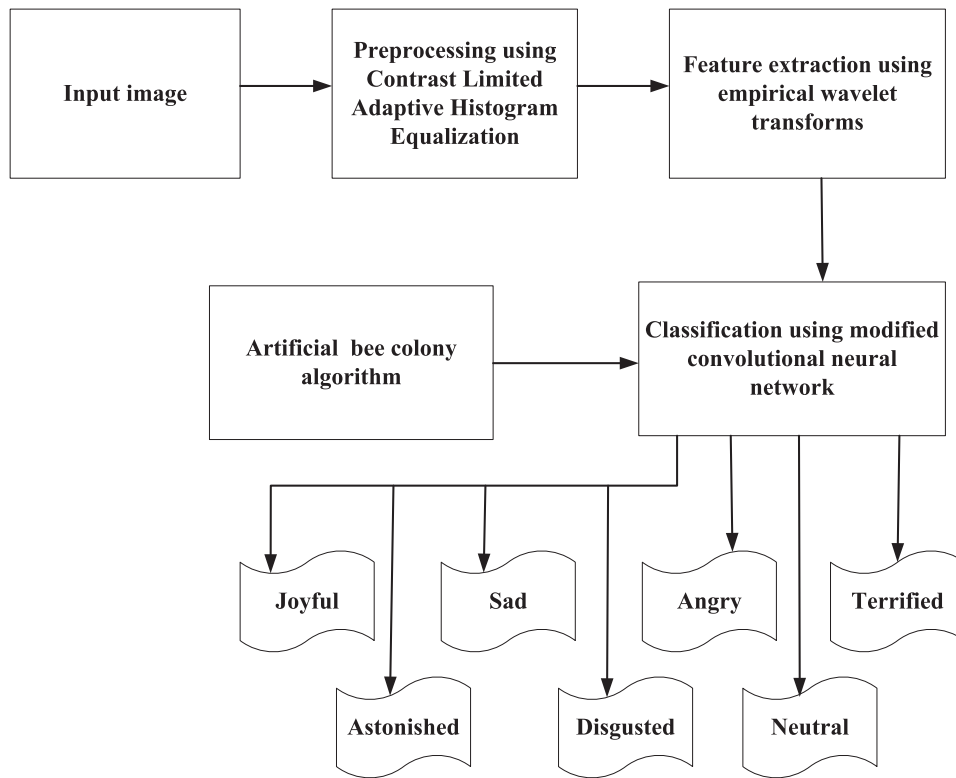 Input image
Preprocessing using
Contrast Limited
Adaptive Histogram
Equalization
Feature extraction using
empirical wavelet
transforms
Artificial bee colony
algorithm
Classification using modified
convolutional neural
network
Joyful
Sad
Angry
Terrified
Astonished
Disgusted
Neutral